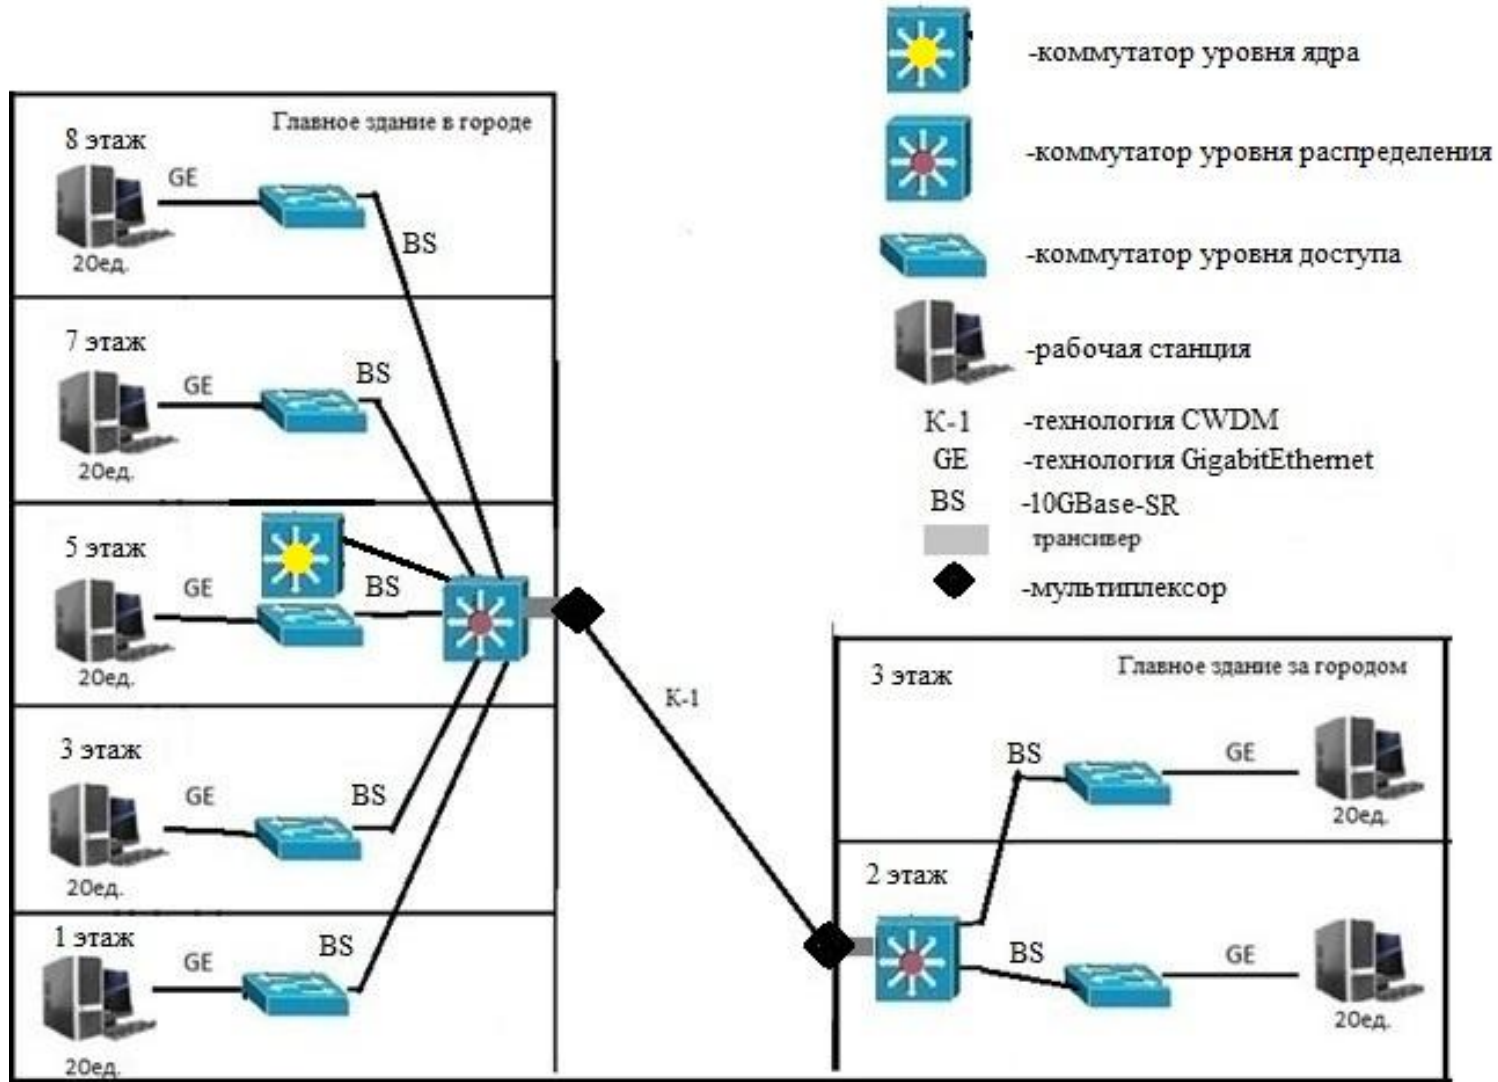 -коммутатор уровня ядра
-коммутатор уровня распределения
-коммутатор уровня доступа
-рабочая станция
К-1 -технология CWDM
GE -технология GigabitEthernet
BS -10GBase-SR
трансивер
-мультиплексор
Главное здание в городе
8 этаж
GE
BS
20ед.
7 этаж
GE
BS
20ед.
5 этаж
GE
BS
20ед.
3 этаж
GE
BS
20ед.
1 этаж
GE
BS
20ед.
К-1
Главное здание за городом
3 этаж
BS
GE
20ед.
2 этаж
BS
GE
20ед.